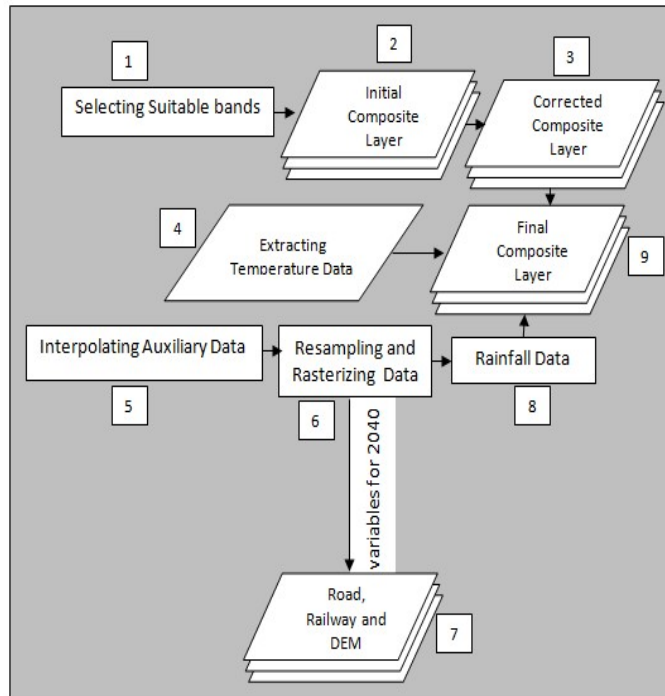 1
Selecting Suitable bands
2
Initial
Composite
Layer
3
Corrected
Composite
Layer
4
Extracting
Temperature Data
Final
Composite
Layer
9
Interpolating Auxiliary Data
5
Resampling and
Rasterizing Data
6
Rainfall Data
8
variables for 2040
Road,
Railway and
DEM
7